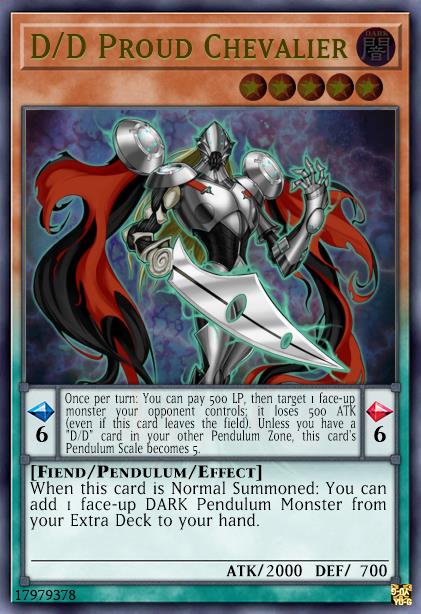 D/D PROUD CHEVALIER
DARK
闇
Once per turn: You can pay 500 LP, then target 1 face-up
monster your opponent controls; it loses 500 ATK
(even if this card leaves the field). Unless you have a
"D/D" card in your other Pendulum Zone, this card's
Pendulum Scale becomes 5.
6
6
[FIEND/PENDULUM/EFFECT]
When this card is Normal Summoned: You can
add 1 face-up DARK Pendulum Monster from
your Extra Deck to your hand.
ATK/2000 DEF/ 700
17979378